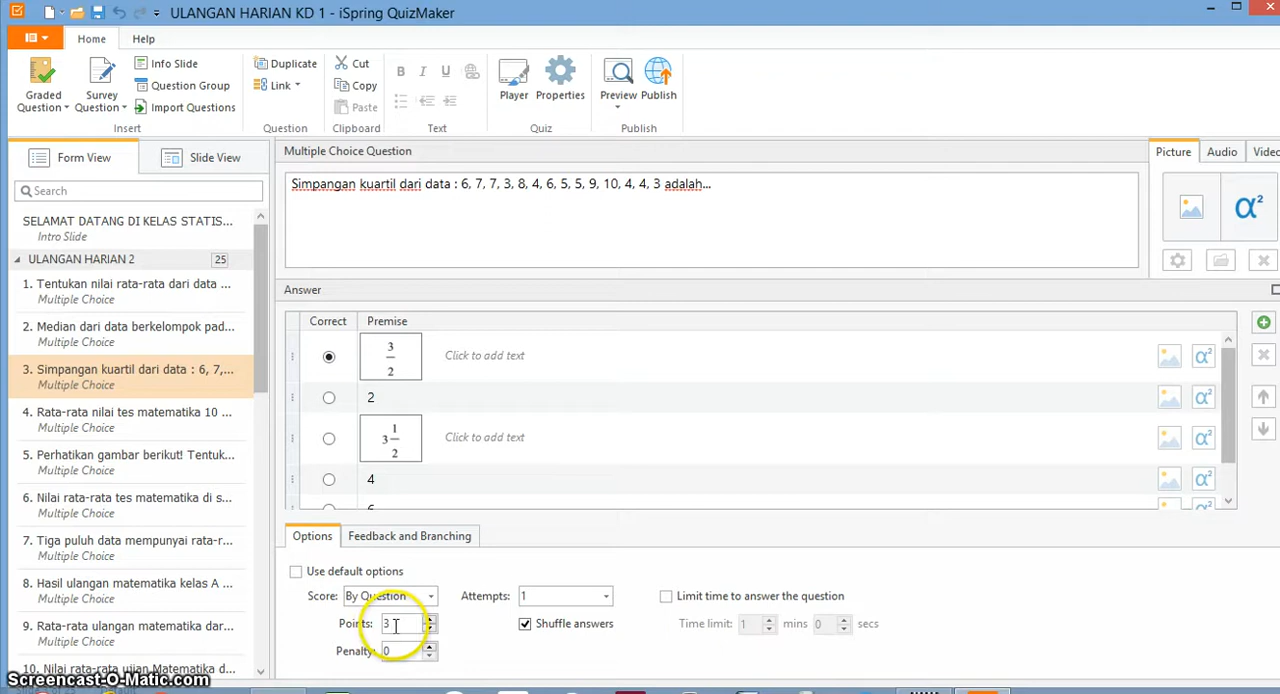 ULANGAN HARIAN KD 1 - iSpring QuizMaker
Home Help
Graded Question
Survey Question
Info Slide
Question Group
Import Questions
Insert
Duplicate
Link
Question
Cut
Copy
Paste
Clipboard
B I U
Text
Player
Properties
Quiz
Preview
Publish
Publish
Form View
Slide View
Search
SELAMAT DATANG DI KELAS STATIS...
Intro Slide
ULANGAN HARIAN 2 25
1. Tentukan nilai rata-rata dari data ...
Multiple Choice
2. Median dari data berkelompok pad...
Multiple Choice
3. Simpangan kuartil dari data : 6, 7,...
Multiple Choice
4. Rata-rata nilai tes matematika 10 ...
Multiple Choice
5. Perhatikan gambar berikut! Tentuk...
Multiple Choice
6. Nilai rata-rata tes matematika di s...
Multiple Choice
7. Tiga puluh data mempunyai rata-r...
Multiple Choice
8. Hasil ulangan matematika kelas A ...
Multiple Choice
9. Rata-rata ulangan matematika dar...
Multiple Choice
10. Nilai rata-rata ujian Matematika d...
Multiple Choice Question
Simpangan kuartil dari data : 6, 7, 7, 3, 8, 4, 6, 5, 5, 9, 10, 4, 4, 3 adalah...
Picture Audio Video
α²
Answer
Correct Premise
3/2 Click to add text α²
2 α²
3 1/2 Click to add text α²
4 α²
Options Feedback and Branching
Use default options
Score: By Question Attempts: 1 Limit time to answer the question
Points: 3 Shuffle answers Time limit: 1 mins 0 secs
Penalty: 0
Screencast-O-Matic.com